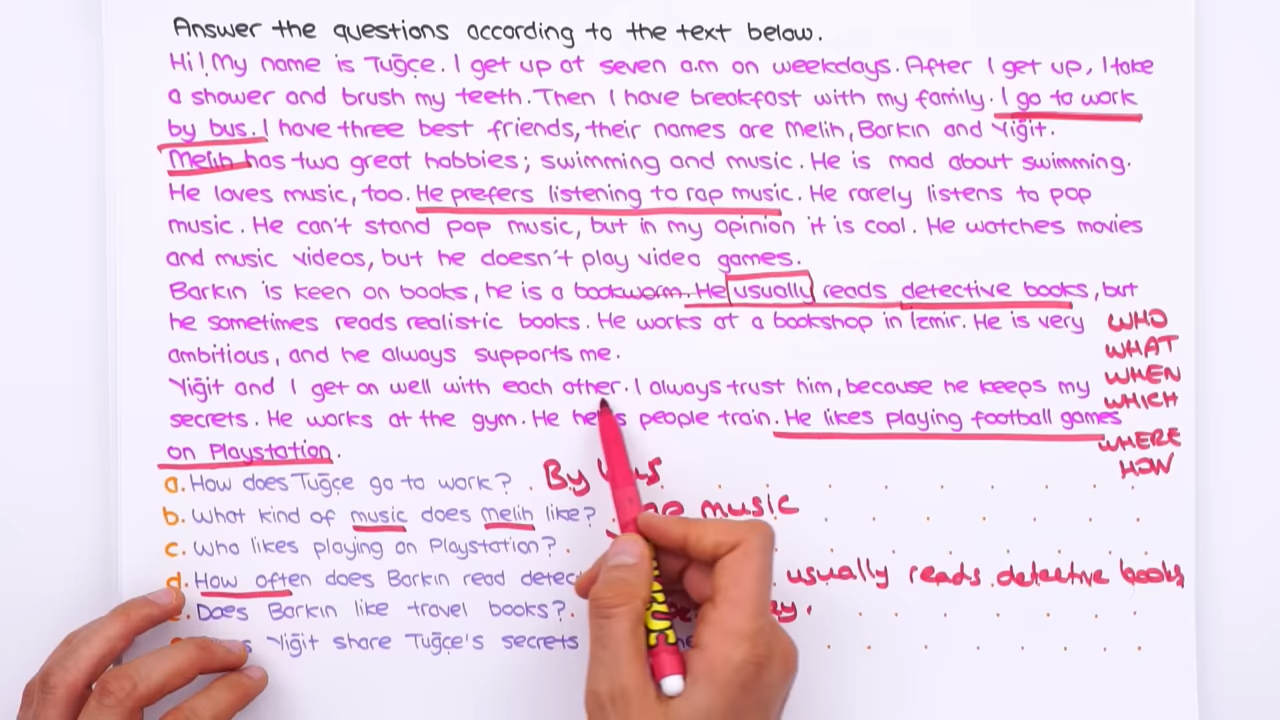 Answer the questions according to the text below.
Hi! My name is Tuğçe. I get up at seven a.m on weekdays. After I get up, I take
a shower and brush my teeth. Then I have breakfast with my family. I go to work
by bus. I have three best friends, their names are Melih, Barkın and Yiğit.
Melih has two great hobbies; swimming and music. He is mad about swimming.
He loves music, too. He prefers listening to rap music. He rarely listens to pop
music. He can't stand pop music, but in my opinion it is cool. He watches movies
and music videos, but he doesn't play video games.
Barkın is keen on books, he is a bookworm. He usually reads detective books, but
he sometimes reads realistic books. He works at a bookshop in Izmir. He is very
ambitious, and he always supports me.
Yiğit and I get on well with each other. I always trust him, because he keeps my
secrets. He works at the gym. He people train. He likes playing football games
on Playstation.
WHO
WHAT
WHEN
WHICH
WHERE
HOW
a. How does Tuğçe go to work? By
b. What kind of music does Melih like? music
c. Who likes playing on Playstation?
d. How often does Barkın read usually reads detective books
Does Barkın like travel books?
Yiğit share Tuğçe's secrets